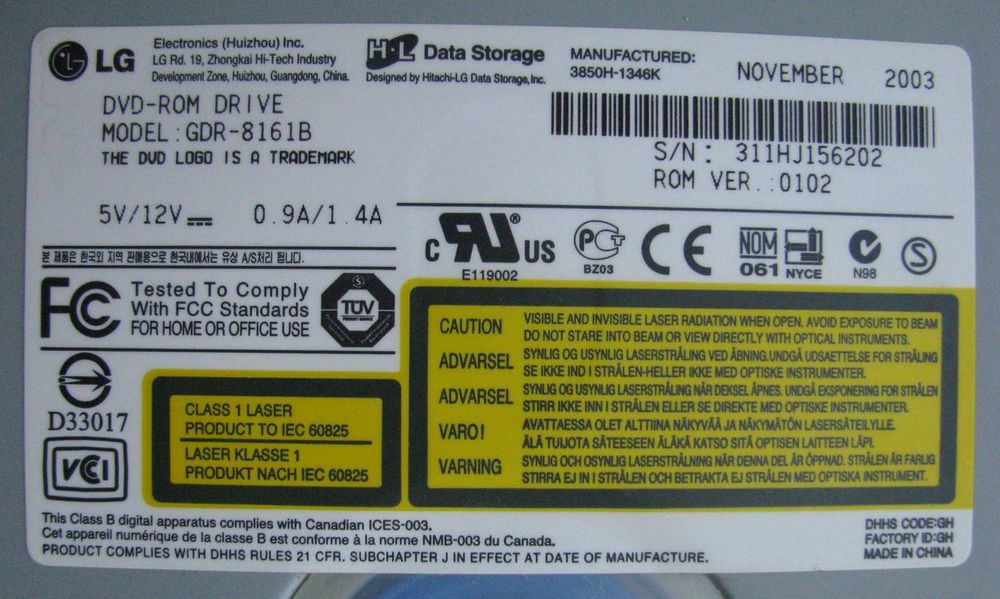 LG
Electronics (Huizhou) Inc.
LG Rd. 19, Zhongkai Hi-Tech Industry
Development Zone, Huizhou, Guangdong, China.
H·L Data Storage
Designed by Hitachi-LG Data Storage, Inc.
MANUFACTURED:
3850H-1346K
NOVEMBER 2003
DVD-ROM DRIVE
MODEL:GDR-8161B
THE DVD LOGO IS A TRADEMARK
S/N: 311HJ156202
ROM VER.:0102
5V/12V 0.9A/1.4A
본 제품은 한국외 지역 판매용으로 한국내에서는 유상 A/S처리 됩니다.
c RU ® US
E119002
PCT
BZ03
CE
NOM
061
NYCE
N98
S
FC
Tested To Comply
With FCC Standards
FOR HOME OR OFFICE USE
TÜV
PRODUCT SERVICE
D33017
VCI
CLASS 1 LASER
PRODUCT TO IEC 60825
LASER KLASSE 1
PRODUKT NACH IEC 60825
CAUTION VISIBLE AND INVISIBLE LASER RADIATION WHEN OPEN. AVOID EXPOSURE TO BEAM
DO NOT STARE INTO BEAM OR VIEW DIRECTLY WITH OPTICAL INSTRUMENTS.
ADVARSEL SYNLIG OG USYNLIG LASERSTRÅLING VED ÅBNING.UNDGÅ UDSAETTELSE FOR STRÅLING
SE IKKE IND I STRÅLEN-HELLER IKKE MED OPTISKE INSTRUMENTER.
ADVARSEL SYNLIG OG USYNLIG LASERSTRÅLING NÅR DEKSEL ÅPNES. UNDGÅ EKSPONERING FOR STRÅLEN
STIRR IKKE INN I STRÅLEN ELLER SE DIREKTE MED OPTISKE INSTRUMENTER.
VARO! AVATTAESSA OLET ALTTIINA NÄKYVÄÄ JA NÄKYMÄTÖN LASERSÄTEILYLLE.
ÄLÄ TUIJOTA SÄTEESEEN ÄLÄKÄ KATSO SITÄ OPTISEN LAITTEEN LÄPI.
VARNING SYNLIG OCH OSYNLIG LASERSTRÅLNING NÄR DENNA DEL ÄR ÖPPNAD. STRÅLEN ÄR FARLIG
STIRRA EJ IN I STRÅLEN OCH BETRAKTA EJ STRÅLEN MED OPTISKA INSTRUMENT.
This Class B digital apparatus complies with Canadian ICES-003.
Cet appareil numérique de la classe B est conforme à la norme NMB-003 du Canada.
PRODUCT COMPLIES WITH DHHS RULES 21 CFR. SUBCHAPTER J IN EFFECT AT DATE OF MANUFACTURE.
DHHS CODE:GH
FACTORY ID:GH
MADE IN CHINA